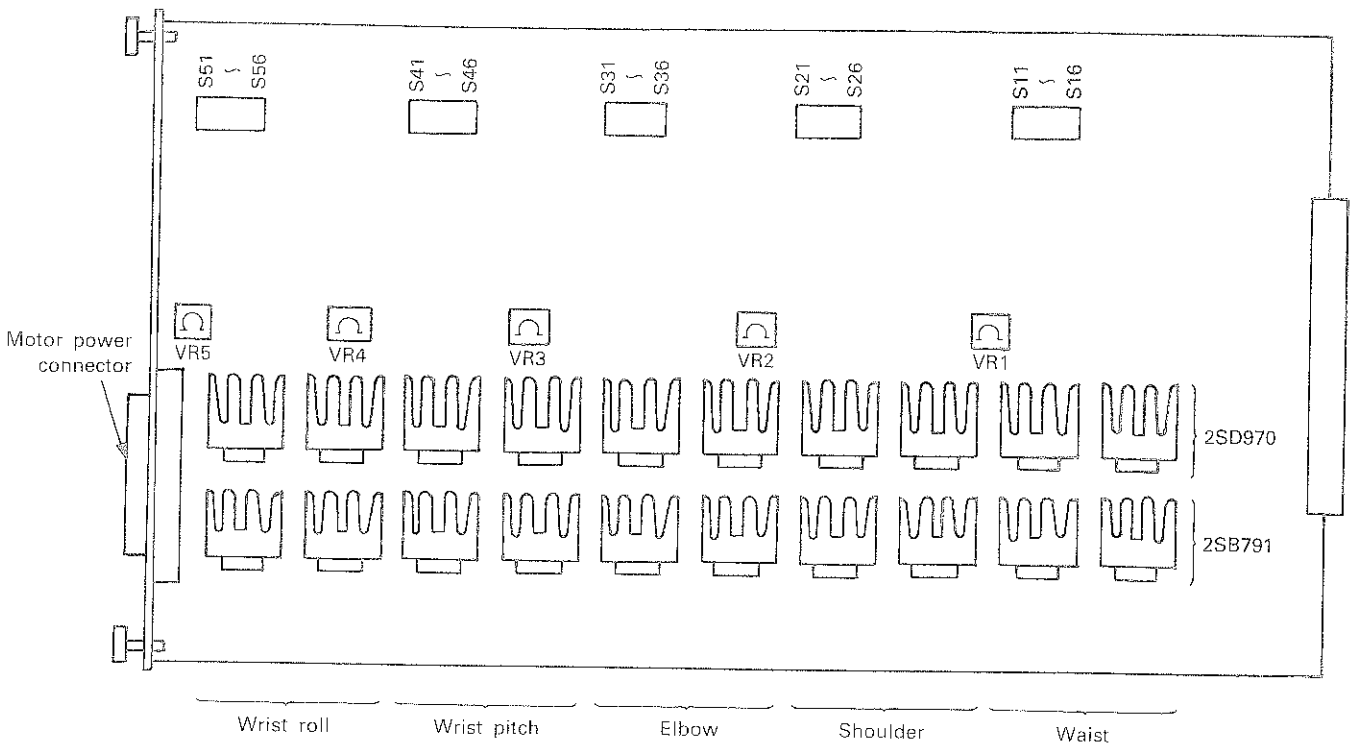 S51 ~ S56
S41 ~ S46
S31 ~ S36
S21 ~ S26
S11 ~ S16
VR5
VR4
VR3
VR2
VR1
Motor power
connector
2SD970
2SB791
Wrist roll
Wrist pitch
Elbow
Shoulder
Waist